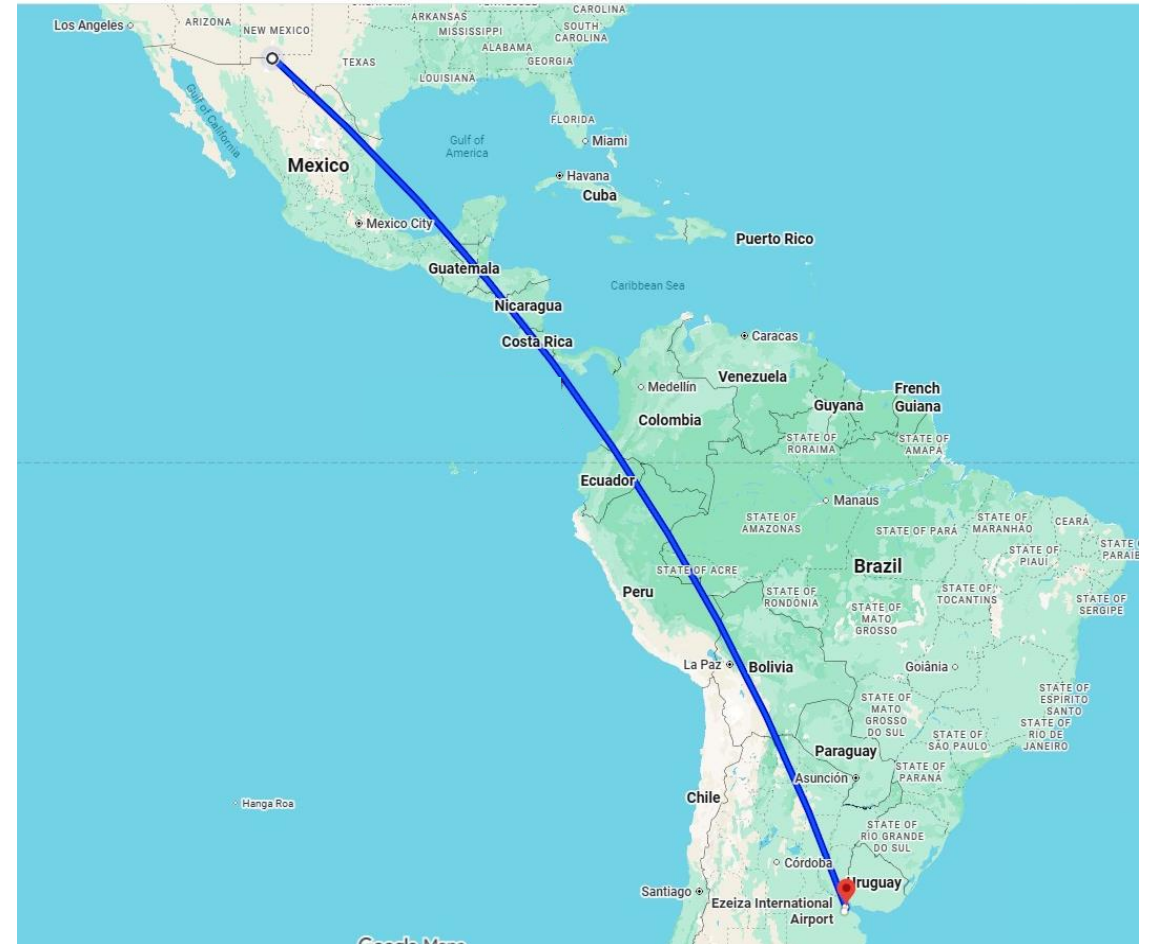 CAROLINA
Los Angeles
ARIZONA
NEW MEXICO
ARKANSAS
MISSISSIPPI
SOUTH
CAROLINA
ALABAMA
GEORGIA
TEXAS
LOUISIANA
Gulf of California
FLORIDA
Gulf of
America
Miami
Mexico
Havana
Cuba
Mexico City
Puerto Rico
Guatemala
Caribbean Sea
Nicaragua
Costa Rica
Caracas
Medellín
Venezuela
French
Guiana
Guyana
Colombia
STATE OF
RORAIMA
STATE OF
AMAPÁ
Ecuador
Manaus
STATE OF
AMAZONAS
STATE OF PARÁ
STATE OF
MARANHÃO
CEARÁ
STATE OF
PIAUÍ
STATE OF ACRE
Brazil
Peru
STATE OF
RONDÔNIA
STATE OF
TOCANTINS
STATE OF
SERGIPE
STATE OF
MATO
GROSSO
La Paz
Bolivia
Goiânia
STATE OF
MATO
GROSSO
DO SUL
STATE OF
ESPÍRITO
SANTO
STATE OF
RIO DE
JANEIRO
STATE OF
SÃO PAULO
Paraguay
Asunción
STATE OF
PARANÁ
Chile
Hanga Roa
STATE OF
RIO GRANDE
DO SUL
Córdoba
Uruguay
Santiago
Ezeiza International
Airport
Google Maps